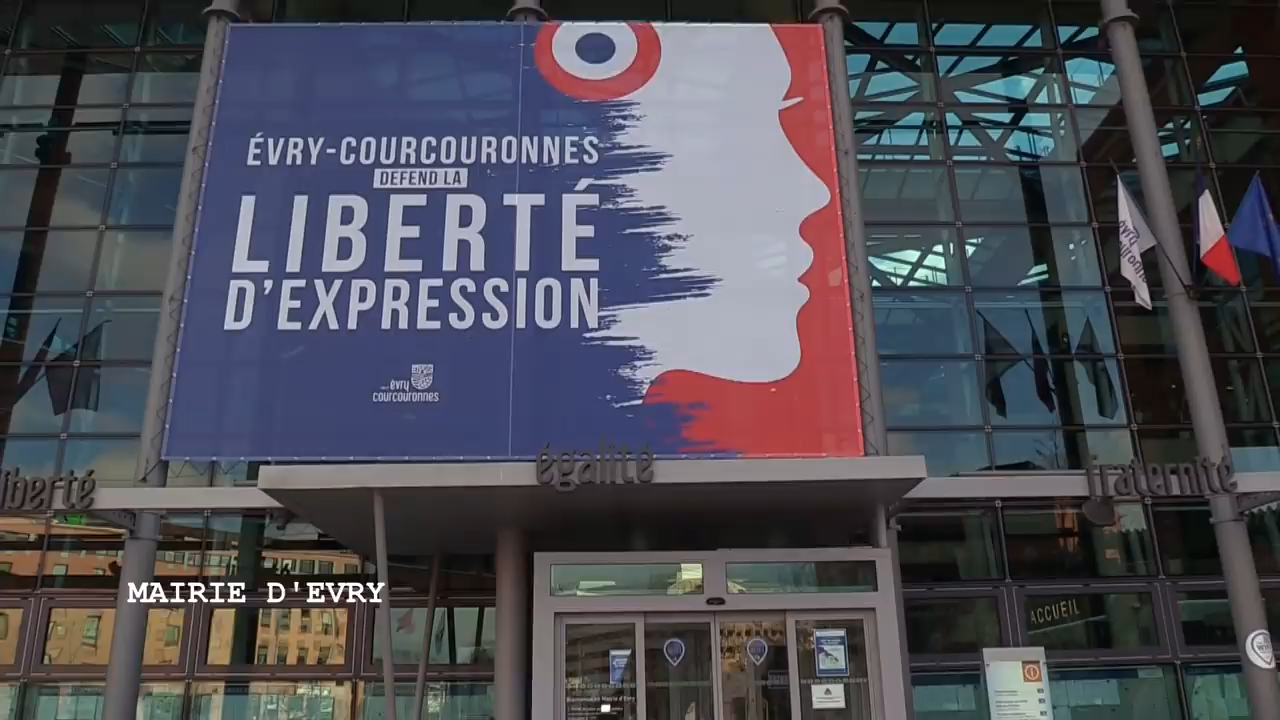 ÉVRY-COURCOURONNES
DEFEND LA
LIBERTÉ
D'EXPRESSION
évry
courcouronnes
égalité
liberté
fraternité
MAIRIE D'EVRY
ACCUEIL